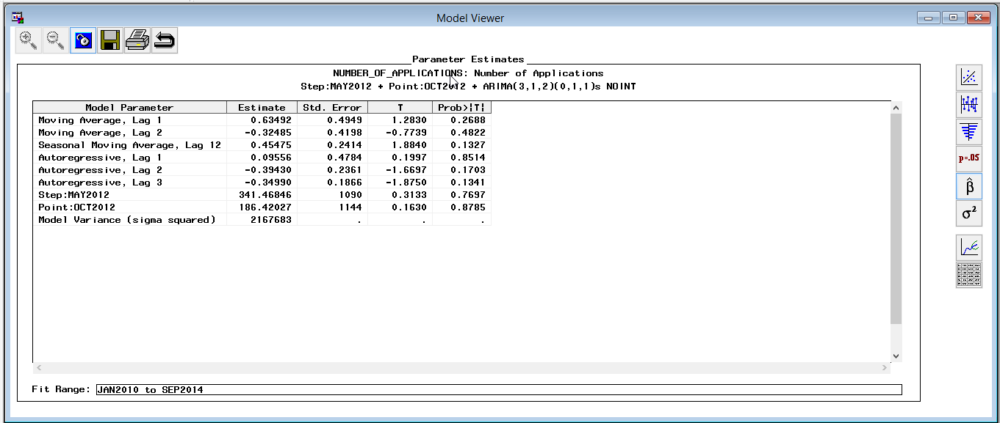 Model Viewer
Parameter Estimates
NUMBER_OF_APPLICATIONS: Number of Applications
Step:MAY2012 + Point:OCT2012 + ARIMA(3,1,2)(0,1,1)s NOINT
Model Parameter Estimate Std. Error T Prob>|T|
Moving Average, Lag 1 0.63492 0.4949 1.2830 0.2688
Moving Average, Lag 2 -0.32485 0.4198 -0.7739 0.4822
Seasonal Moving Average, Lag 12 0.45475 0.2414 1.8840 0.1327
Autoregressive, Lag 1 0.09556 0.4784 0.1997 0.8514
Autoregressive, Lag 2 -0.39430 0.2361 -1.6697 0.1703
Autoregressive, Lag 3 -0.34990 0.1866 -1.8750 0.1341
Step:MAY2012 341.46846 1090 0.3133 0.7697
Point:OCT2012 186.42027 1144 0.1630 0.8785
Model Variance (sigma squared) 2167683 . . .
p=.05
β̂
σ²
Fit Range: JAN2010 to SEP2014